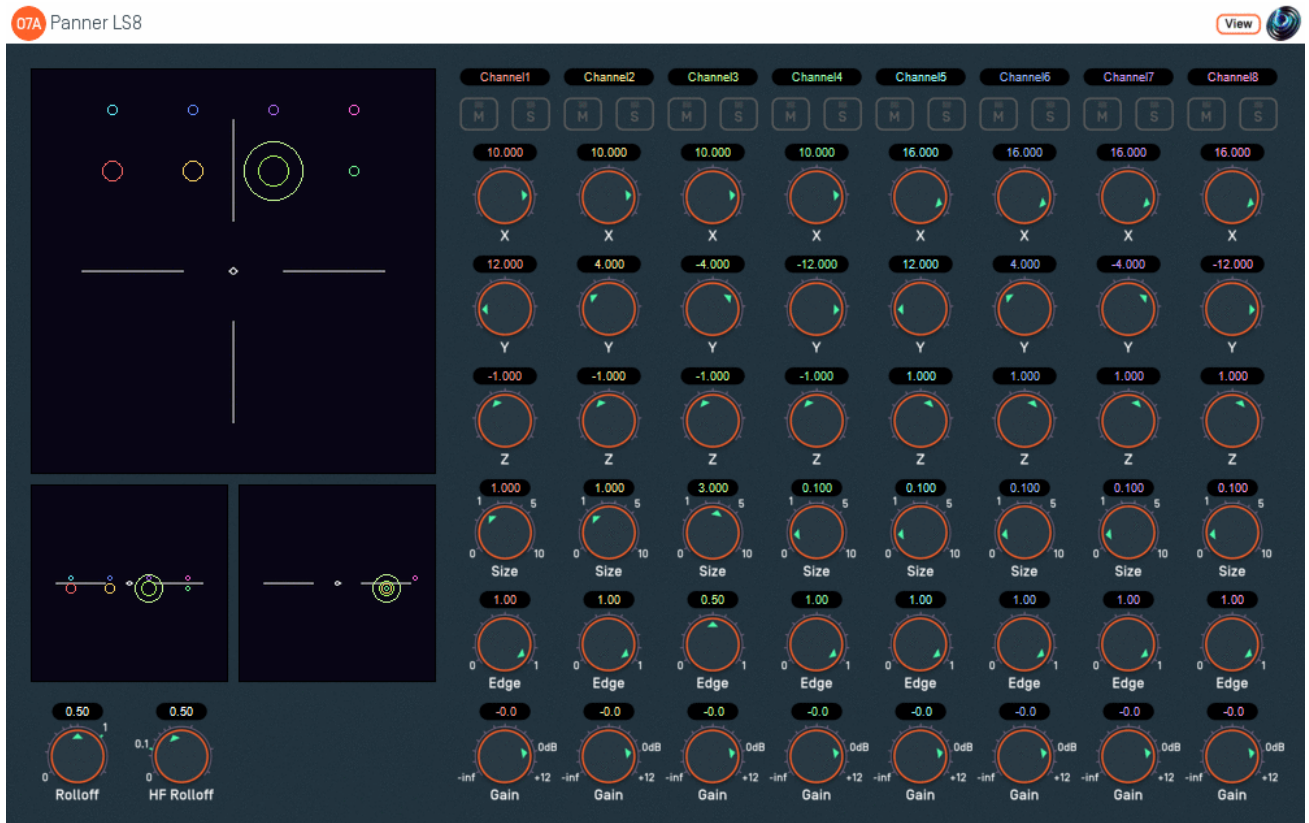 O7A Panner LS8 View
Channel1 Channel2 Channel3 Channel4 Channel5 Channel6 Channel7 Channel8
M S M S M S M S M S M S M S M S
10.000 10.000 10.000 10.000 16.000 16.000 16.000 16.000
X X X X X X X X
12.000 4.000 -4.000 -12.000 12.000 4.000 -4.000 -12.000
Y Y Y Y Y Y Y Y
-1.000 -1.000 -1.000 -1.000 1.000 1.000 1.000 1.000
Z Z Z Z Z Z Z Z
1.000 1.000 3.000 0.100 0.100 0.100 0.100 0.100
1 5 1 5 1 5 1 5 1 5 1 5 1 5 1 5
0 10 0 10 0 10 0 10 0 10 0 10 0 10 0 10
Size Size Size Size Size Size Size Size
1.00 1.00 0.50 1.00 1.00 1.00 1.00 1.00
0 1 0 1 0 1 0 1 0 1 0 1 0 1 0 1
Edge Edge Edge Edge Edge Edge Edge Edge
0.50 0.50 -0.0 -0.0 -0.0 -0.0 -0.0 -0.0 -0.0 -0.0
1 0.1 0dB 0dB 0dB 0dB 0dB 0dB 0dB 0dB
0 0 -inf +12 -inf +12 -inf +12 -inf +12 -inf +12 -inf +12 -inf +12 -inf +12
Rolloff HF Rolloff Gain Gain Gain Gain Gain Gain Gain Gain